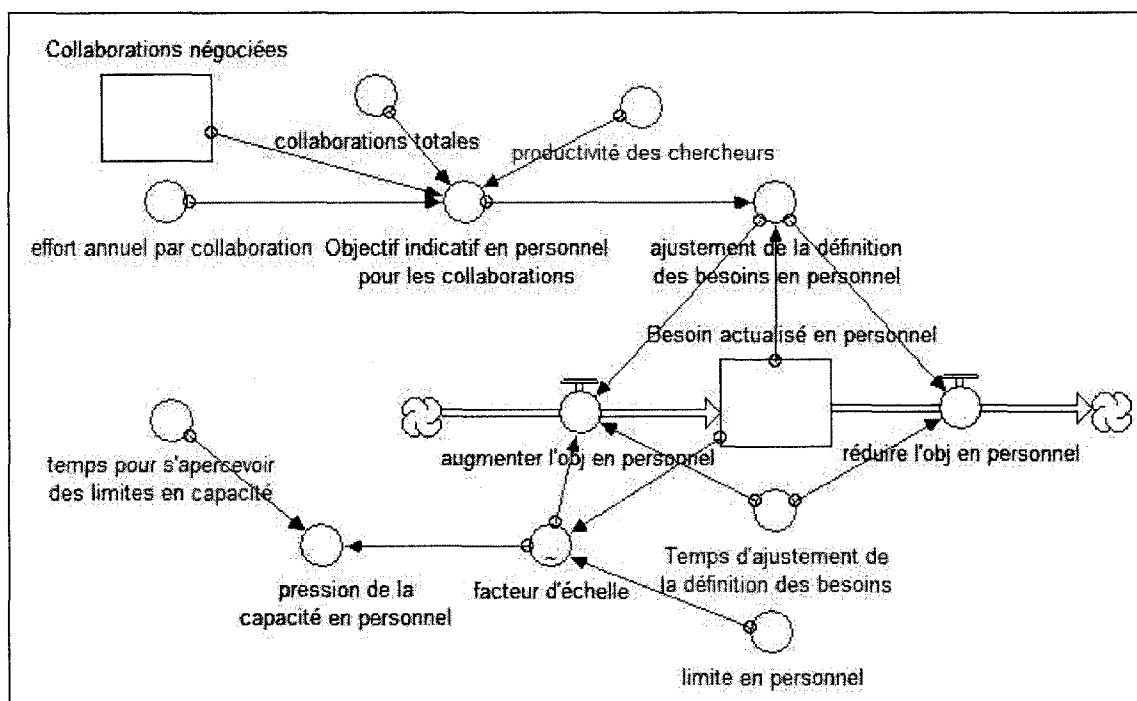 Collaborations négociées
collaborations totales
productivité des chercheurs
effort annuel par collaboration
Objectif indicatif en personnel
pour les collaborations
ajustement de la définition
des besoins en personnel
Besoin actualisé en personnel
augmenter l'obj en personnel
réduire l'obj en personnel
temps pour s'apercevoir
des limites en capacité
Temps d'ajustement de
la définition des besoins
pression de la
capacité en personnel
facteur d'échelle
~
limite en personnel